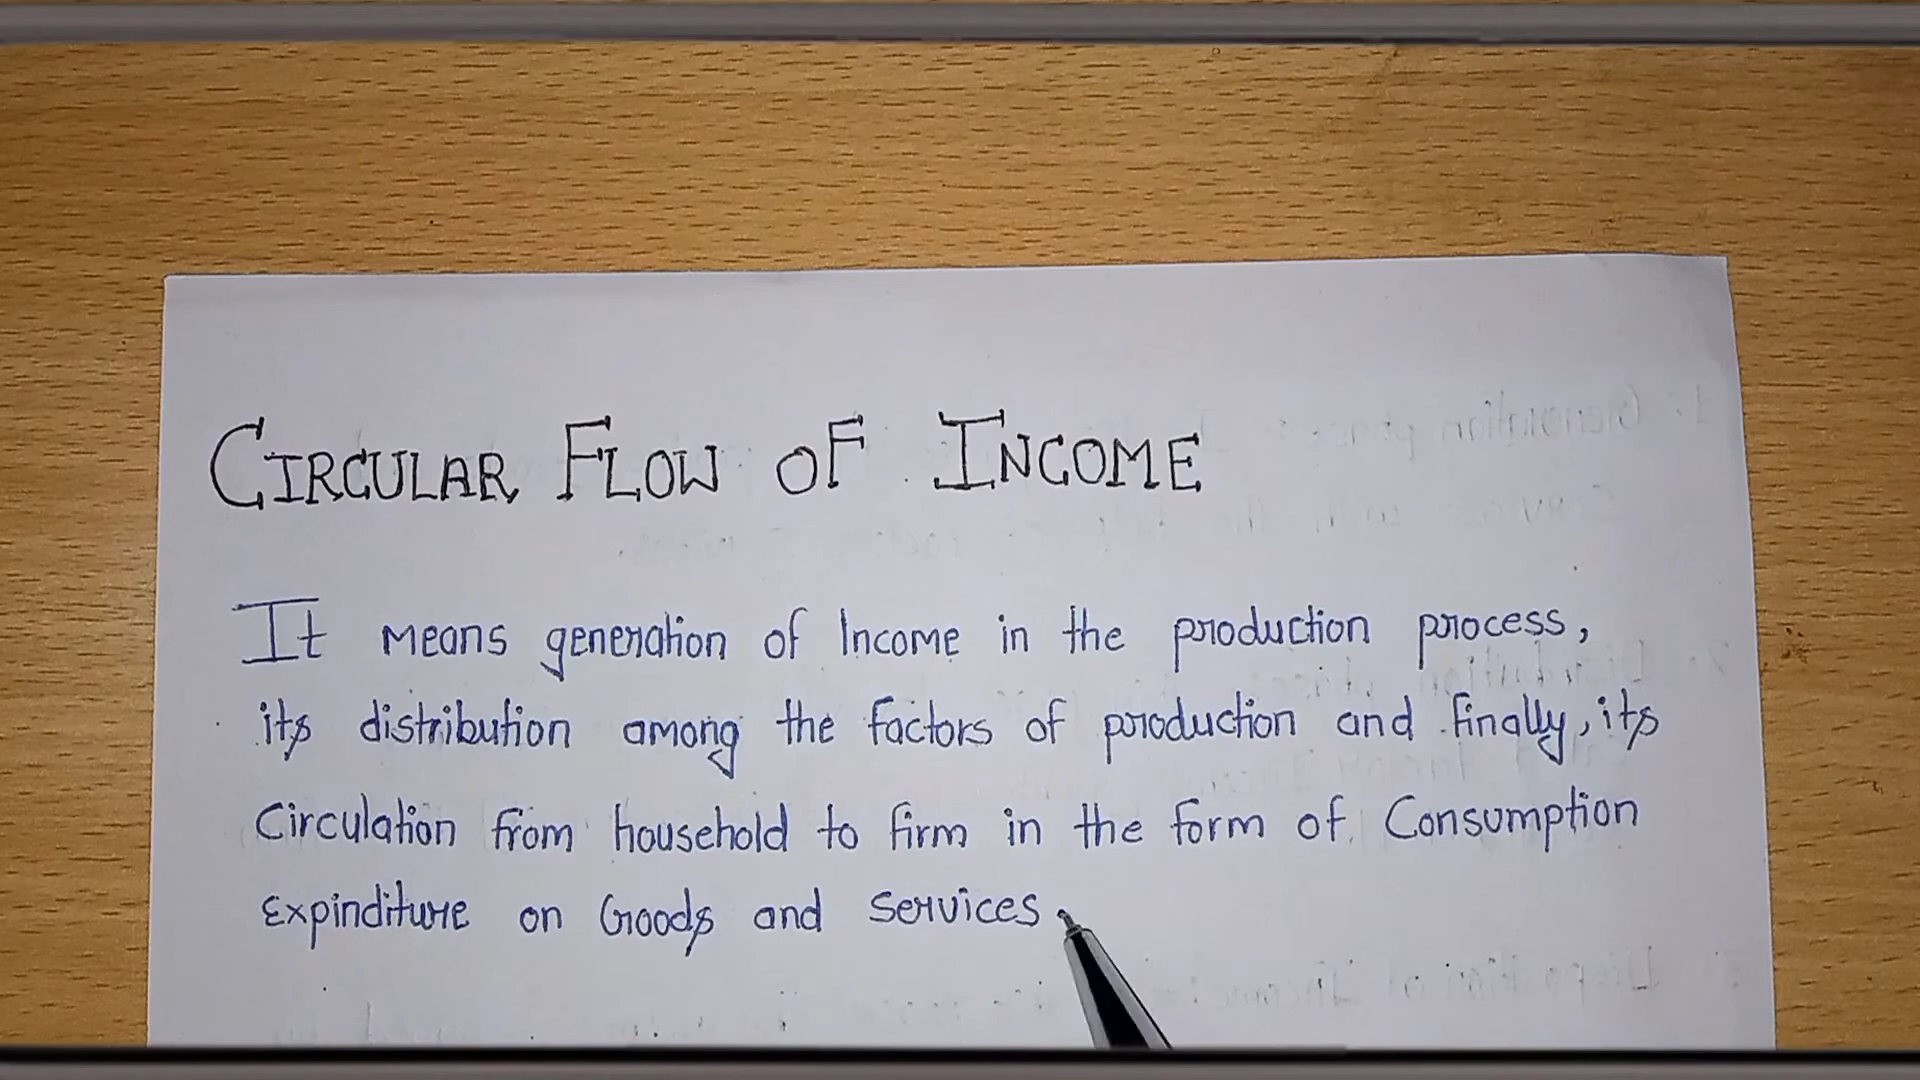 CIRCULAR FLOW OF INCOME
It means generation of Income in the production process,
its distribution among the factors of production and finally, its
Circulation from household to firm in the form of Consumption
Expinditure on Goods and Services